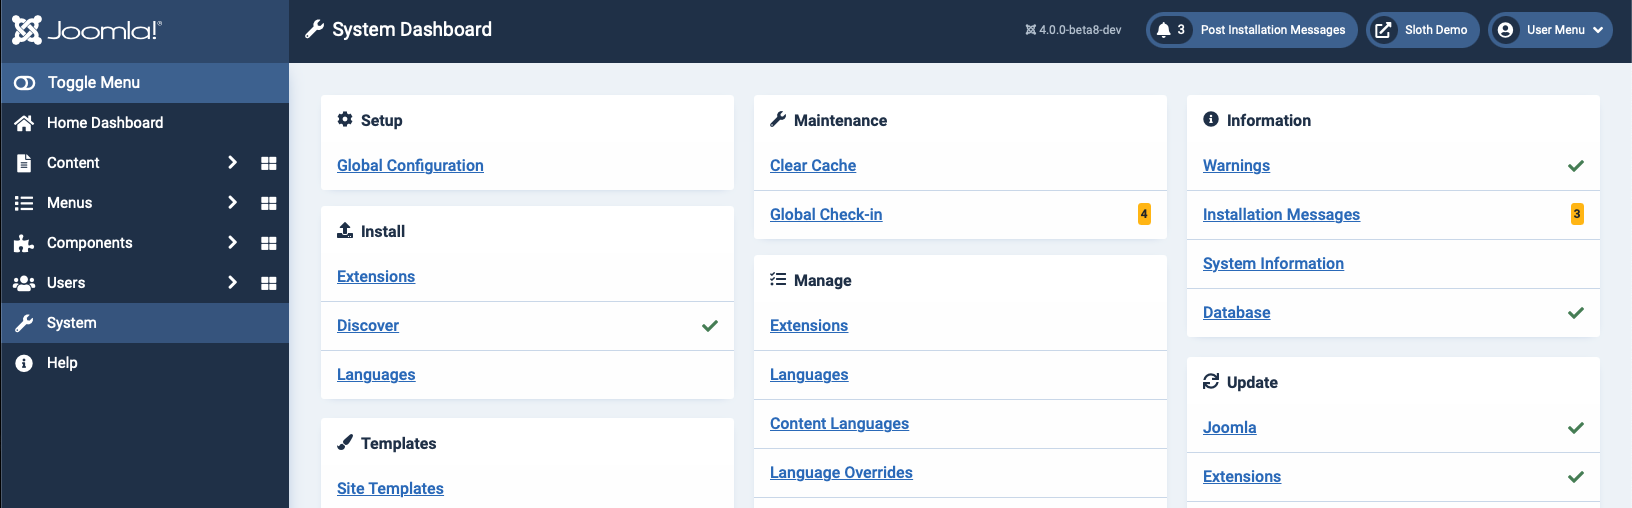 Joomla!®
System Dashboard
4.0.0-beta8-dev
3 Post Installation Messages
Sloth Demo
User Menu
Toggle Menu
Home Dashboard
Content
Menus
Components
Users
System
Help
Setup
Global Configuration
Install
Extensions
Discover
Languages
Templates
Site Templates
Maintenance
Clear Cache
Global Check-in 4
Manage
Extensions
Languages
Content Languages
Language Overrides
Information
Warnings
Installation Messages 3
System Information
Database
Update
Joomla
Extensions